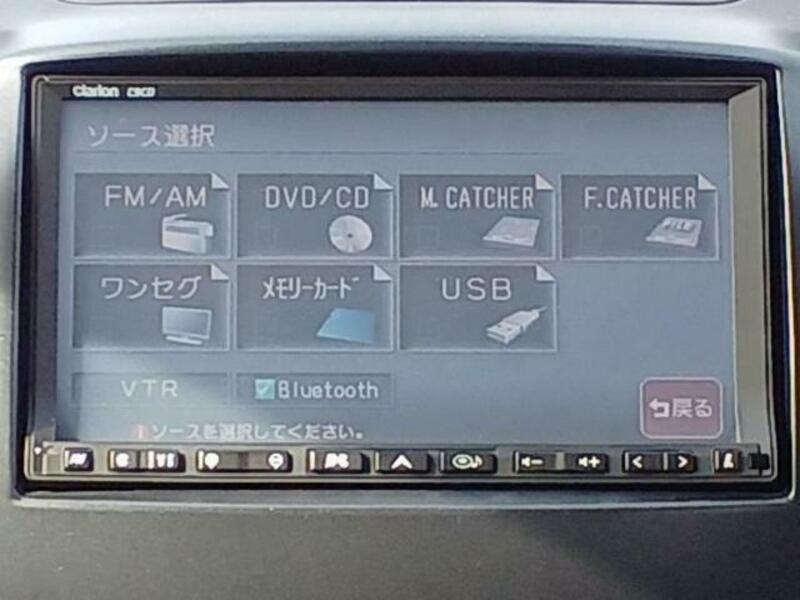 Clarion
ソース選択
FM/AM DVD/CD M.CATCHER F.CATCHER
FILE
ワンセグ メモリーカード USB
VTR Bluetooth
戻る
ソースを選択してください。
AV